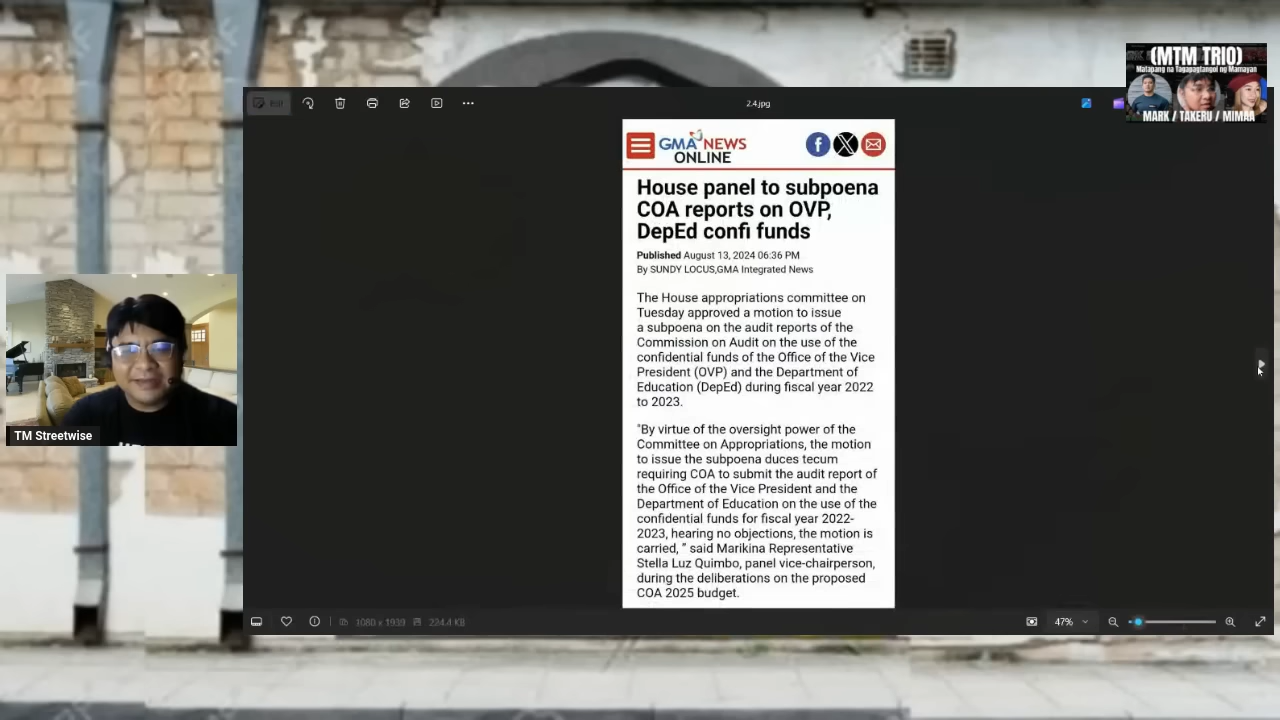 2.4.jpg
(MTM TRIO)
Matapang na Tagapagtangol ng Mamayan
MARK / TAKERU / MIMAA
GMA NEWS
ONLINE
House panel to subpoena
COA reports on OVP,
DepEd confi funds
Published August 13, 2024 06:36 PM
By SUNDY LOCUS,GMA Integrated News
The House appropriations committee on
Tuesday approved a motion to issue
a subpoena on the audit reports of the
Commission on Audit on the use of the
confidential funds of the Office of the Vice
President (OVP) and the Department of
Education (DepEd) during fiscal year 2022
to 2023.
"By virtue of the oversight power of the
Committee on Appropriations, the motion
to issue the subpoena duces tecum
requiring COA to submit the audit report of
the Office of the Vice President and the
Department of Education on the use of the
confidential funds for fiscal year 2022-
2023, hearing no objections, the motion is
carried, " said Marikina Representative
Stella Luz Quimbo, panel vice-chairperson,
during the deliberations on the proposed
COA 2025 budget.
TM Streetwise
1080 x 1939
224.4 KB
47%